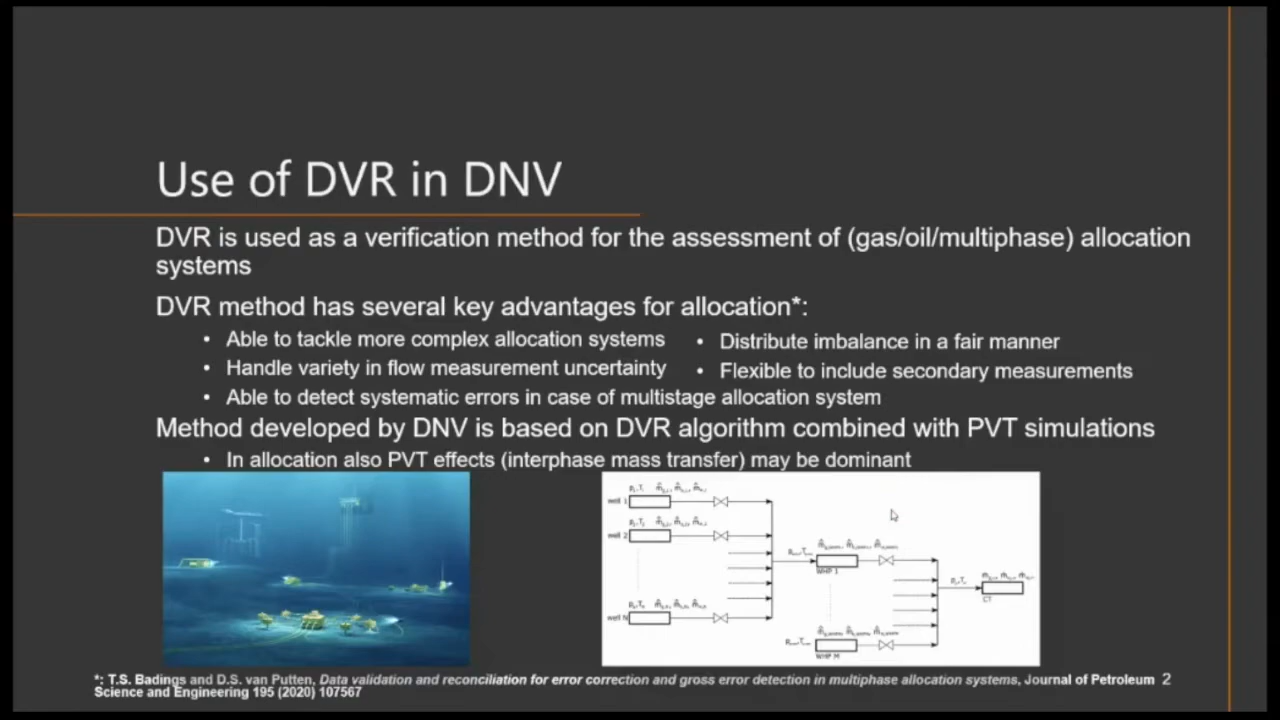 Use of DVR in DNV
DVR is used as a verification method for the assessment of (gas/oil/multiphase) allocation
systems
DVR method has several key advantages for allocation*:
• Able to tackle more complex allocation systems
• Handle variety in flow measurement uncertainty
• Able to detect systematic errors in case of multistage allocation system
• Distribute imbalance in a fair manner
• Flexible to include secondary measurements
Method developed by DNV is based on DVR algorithm combined with PVT simulations
• In allocation also PVT effects (interphase mass transfer) may be dominant
well 1
well 2
well N
WHP 1
WHP M
CT
*: T.S. Badings and D.S. van Putten, Data validation and reconciliation for error correction and gross error detection in multiphase allocation systems, Journal of Petroleum
Science and Engineering 195 (2020) 107567
2